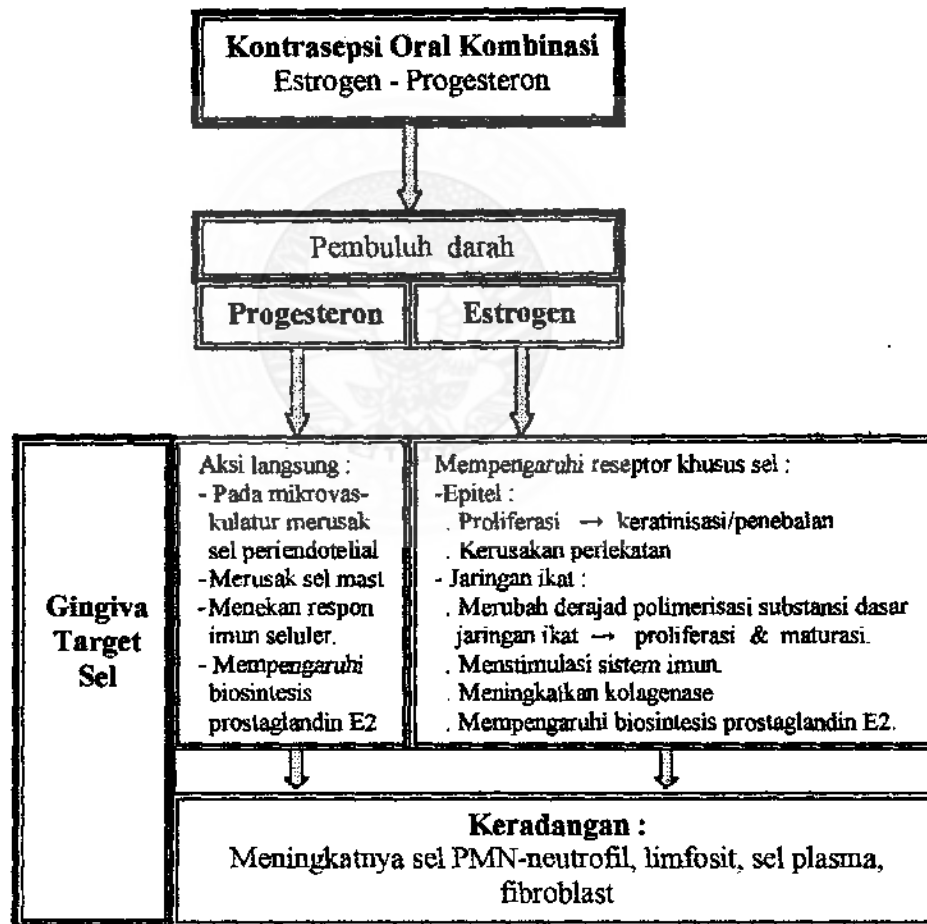 Kontrasepsi Oral Kombinasi
Estrogen - Progesteron
Pembuluh darah
Progesteron
Estrogen
Gingiva
Target
Sel
Aksi langsung :
- Pada mikrovas-
kulatur merusak
sel periendotelial
-Merusak sel mast
-Menekan respon
imun seluler.
- Mempengaruhi
biosintesis
prostaglandin E2
Mempengaruhi reseptor khusus sel :
-Epitel :
. Proliferasi → keratinisasi/penebalan
. Kerusakan perlekatan
- Jaringan ikat :
. Merubah derajad polimerisasi substansi dasar
jaringan ikat → proliferasi & maturasi.
. Menstimulasi sistem imun.
. Meningkatkan kolagenase
. Mempengaruhi biosintesis prostaglandin E2.
Keradangan :
Meningkatnya sel PMN-neutrofil, limfosit, sel plasma,
fibroblast